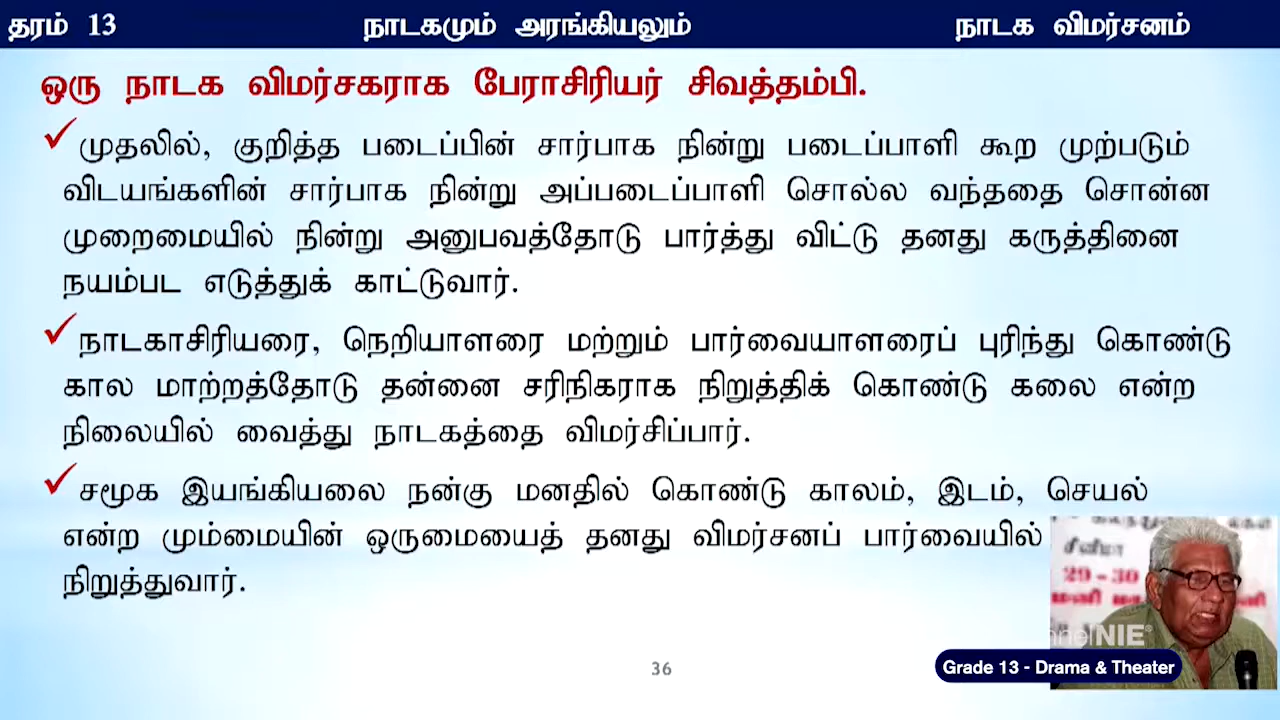 தரம் 13 நாடகமும் அரங்கியலும் நாடக விமர்சனம்
ஒரு நாடக விமர்சகராக பேராசிரியர் சிவத்தம்பி.
முதலில், குறித்த படைப்பின் சார்பாக நின்று படைப்பாளி கூற முற்படும்
விடயங்களின் சார்பாக நின்று அப்படைப்பாளி சொல்ல வந்ததை சொன்ன
முறைமையில் நின்று அனுபவத்தோடு பார்த்து விட்டு தனது கருத்தினை
நயம்பட எடுத்துக் காட்டுவார்.
நாடகாசிரியரை, நெறியாளரை மற்றும் பார்வையாளரைப் புரிந்து கொண்டு
கால மாற்றத்தோடு தன்னை சரிநிகராக நிறுத்திக் கொண்டு கலை என்ற
நிலையில் வைத்து நாடகத்தை விமர்சிப்பார்.
சமூக இயங்கியலை நன்கு மனதில் கொண்டு காலம், இடம், செயல்
என்ற மும்மையின் ஒருமையைத் தனது விமர்சனப் பார்வையில்
நிறுத்துவார்.
சினிமா
29-30
nnelNIE®
36
Grade 13 - Drama & Theater